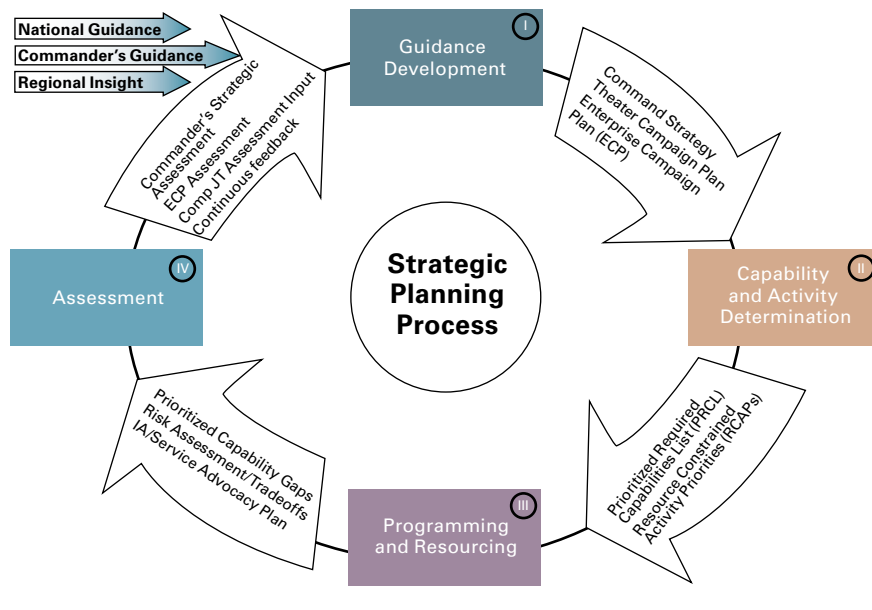 National Guidance
Commander's Guidance
Regional Insight
I
Guidance
Development
Command Strategy
Theater Campaign Plan
Enterprise Campaign
Plan (ECP)
II
Capability
and Activity
Determination
Prioritized Required
Capabilities List (PRCL)
Resource Constrained
Activity Priorities (RCAPs)
III
Programming
and Resourcing
Prioritized Capability Gaps
Risk Assessment/Tradeoffs
IA/Service Advocacy Plan
IV
Assessment
Commander's Strategic
Assessment
ECP Assessment
Comp JT Assessment Input
Continuous feedback
Strategic
Planning
Process